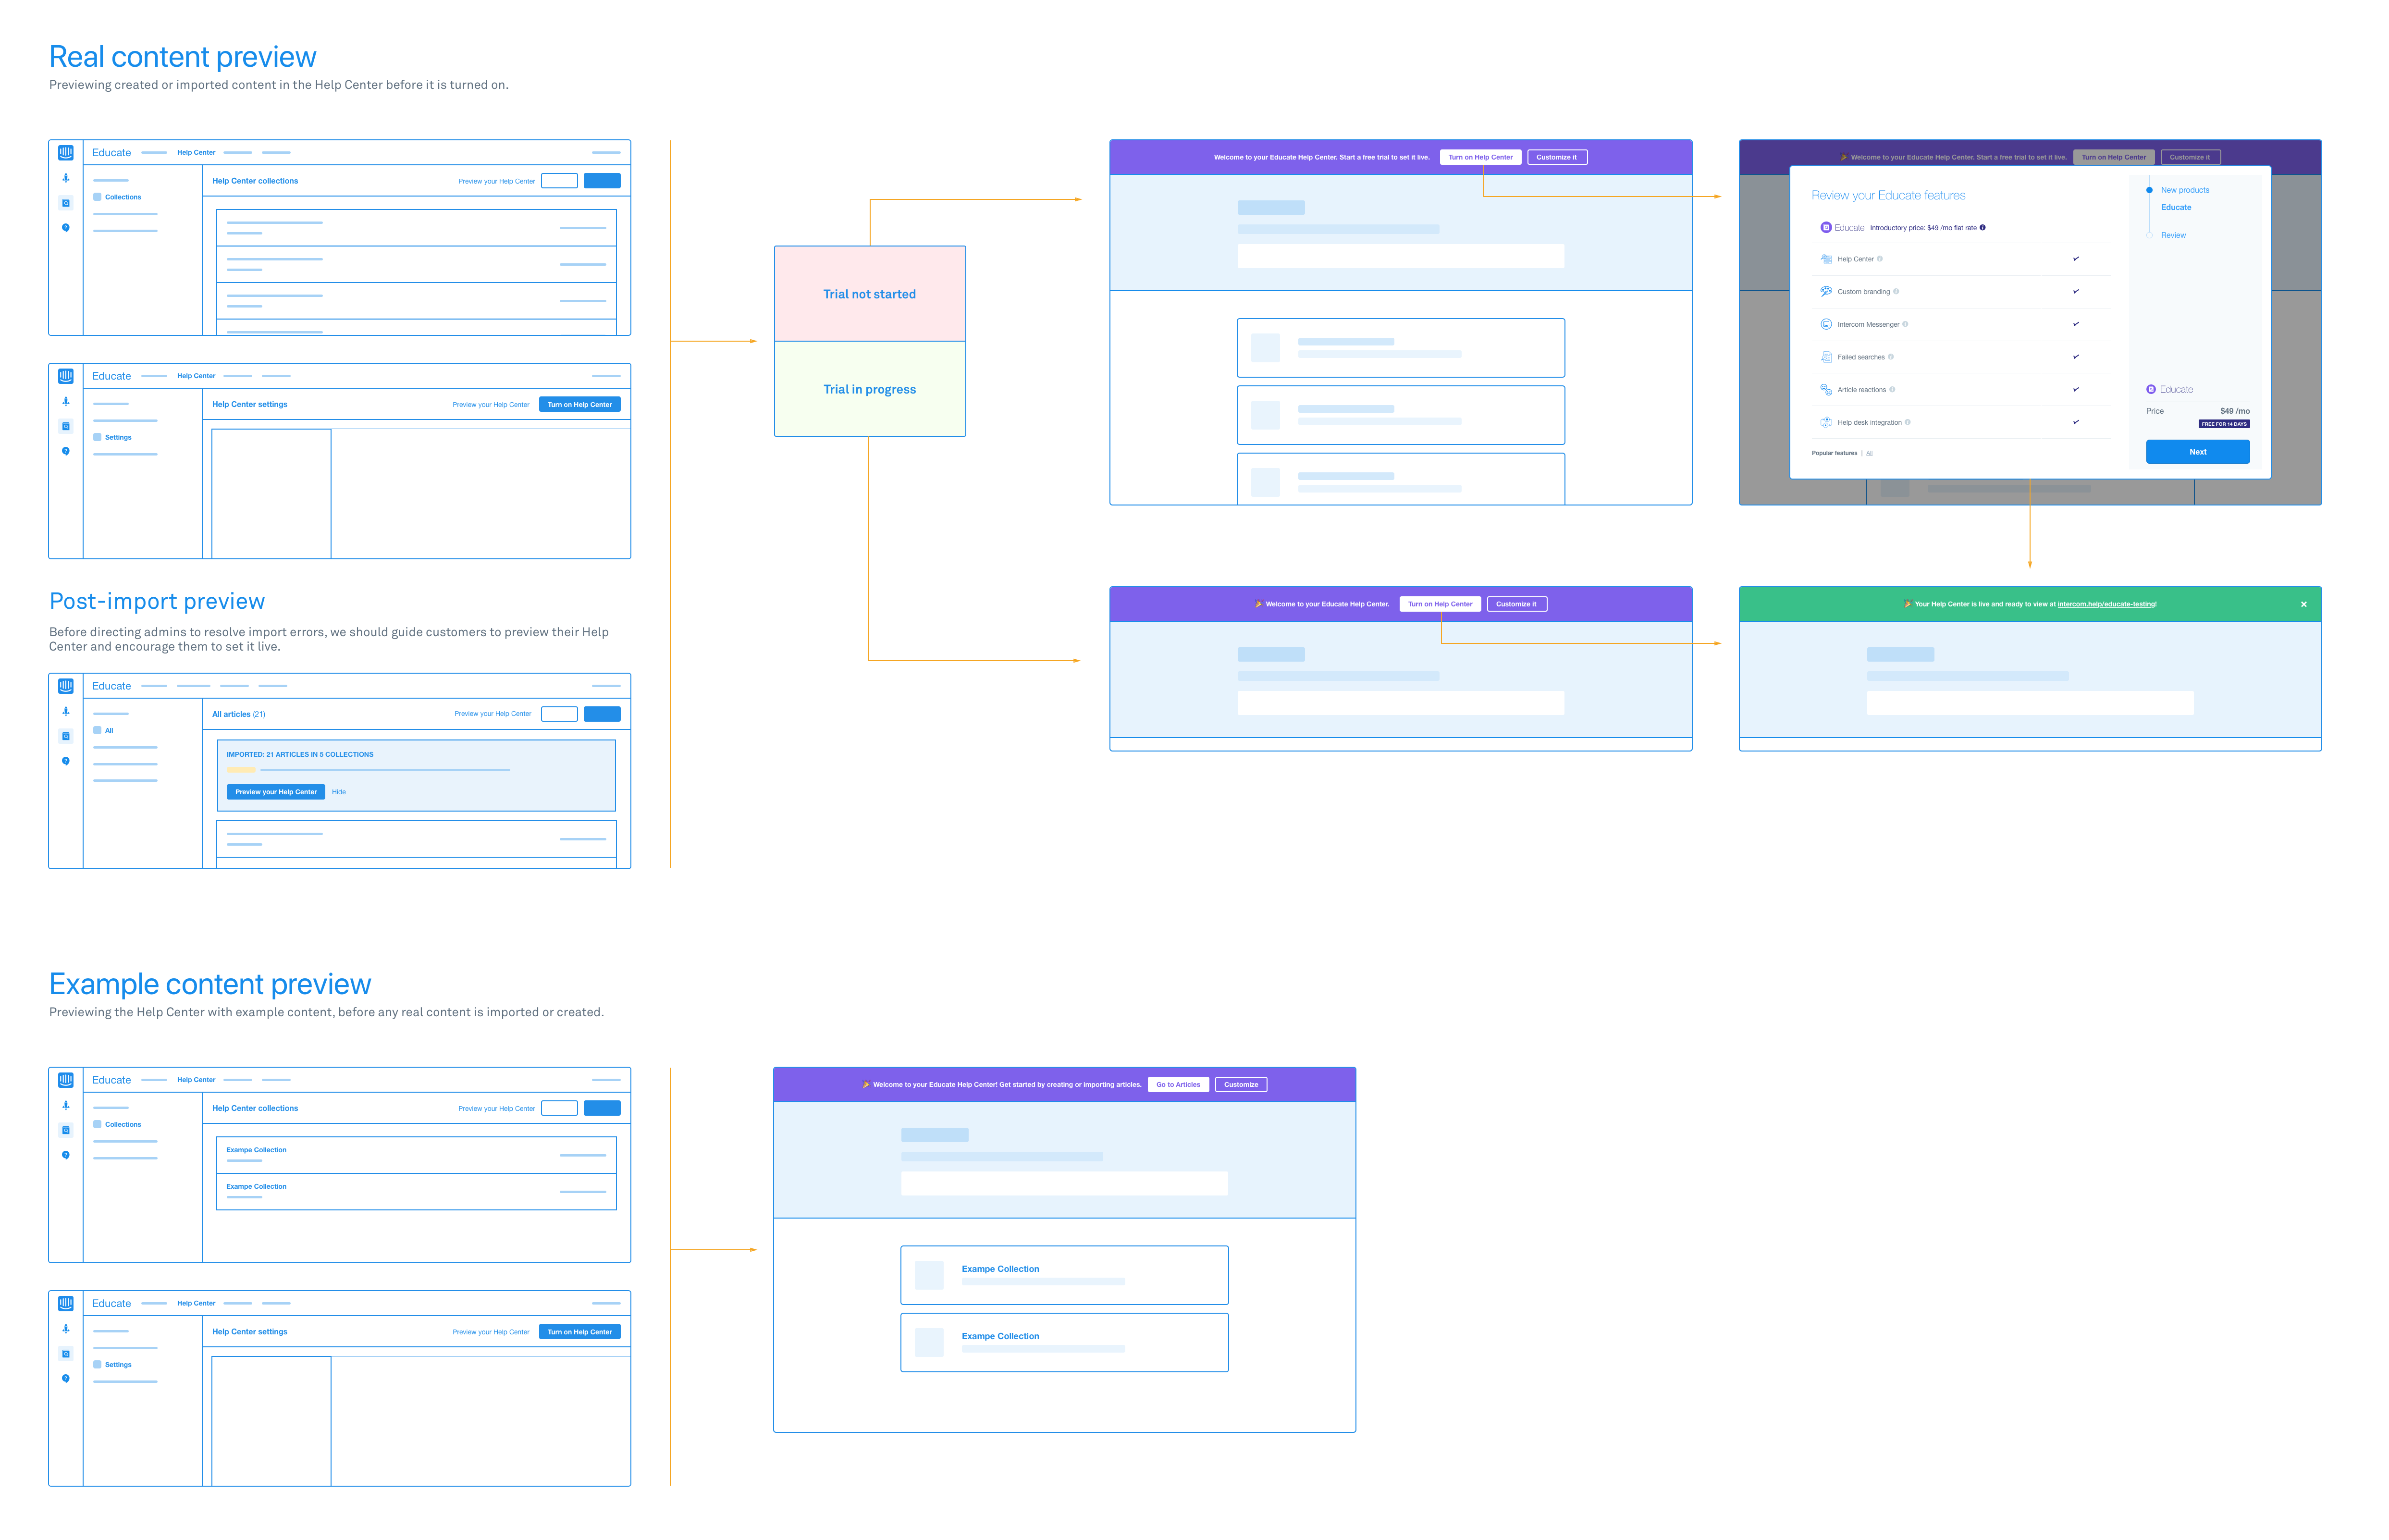 Real content preview
Previewing created or imported content in the Help Center before it is turned on.
Educate Help Center
Help Center collections Preview your Help Center
Collections
Educate Help Center
Help Center settings Preview your Help Center Turn on Help Center
Settings
Post-import preview
Before directing admins to resolve import errors, we should guide customers to preview their Help
Center and encourage them to set it live.
Educate
All articles (21) Preview your Help Center
All
IMPORTED: 21 ARTICLES IN 5 COLLECTIONS
Preview your Help Center Hide
Trial not started
Trial in progress
Welcome to your Educate Help Center. Start a free trial to set it live. Turn on Help Center Customize it
Welcome to your Educate Help Center. Start a free trial to set it live. Turn on Help Center Customize it
Review your Educate features
Educate Introductory price: $49 /mo flat rate
Help Center
Custom branding
Intercom Messenger
Failed searches
Article reactions
Help desk integration
Popular features | All
New products
Educate
Review
Educate
Price $49 /mo
FREE FOR 14 DAYS
Next
Welcome to your Educate Help Center. Turn on Help Center Customize it
Your Help Center is live and ready to view at intercom.help/educate-testing!
Example content preview
Previewing the Help Center with example content, before any real content is imported or created.
Educate Help Center
Help Center collections Preview your Help Center
Collections
Exampe Collection
Exampe Collection
Educate Help Center
Help Center settings Preview your Help Center Turn on Help Center
Settings
Welcome to your Educate Help Center! Get started by creating or importing articles. Go to Articles Customize
Exampe Collection
Exampe Collection